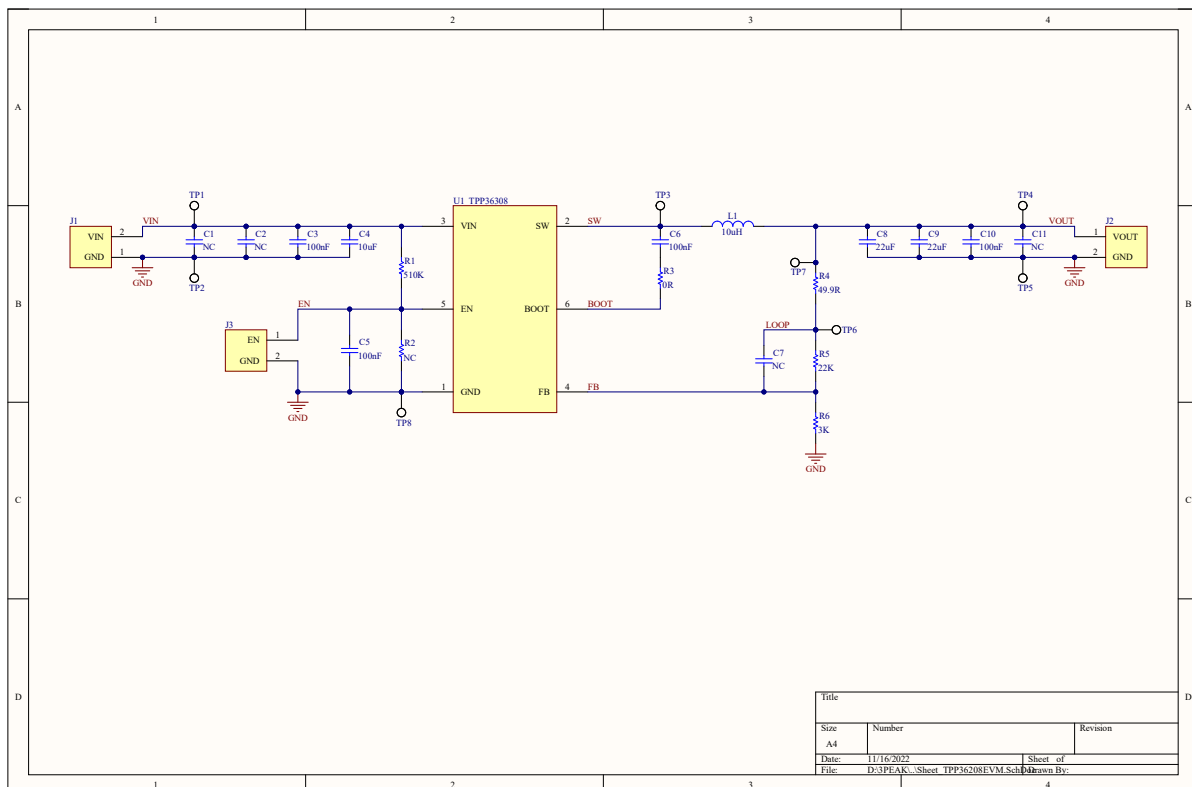 1 2 3 4
A A
TP1 TP3 TP4
U1 TPP36308
J1 VIN SW L1 VOUT J2
VIN 2 3 VIN SW 2 10uH 1 VOUT
C1 NC C2 NC C3 100nF C4 10uF C6 100nF C8 22uF C9 22uF C10 100nF C11 NC
GND 1 2 GND
GND TP2 R1 510K R3 0R TP7 R4 49.9R TP5 GND
B B
EN 5 EN BOOT 6 BOOT
J3 LOOP TP6
EN 1
GND 2
C5 100nF R2 NC C7 NC R5 22K
1 GND FB 4 FB
GND TP8 R6 3K
GND
C C
D D
Title
Size Number Revision
A4
Date: 11/16/2022 Sheet of
File: D:\3PEAK\..\Sheet TPP36208EVM.SchDoc Drawn By:
1 2 3 4